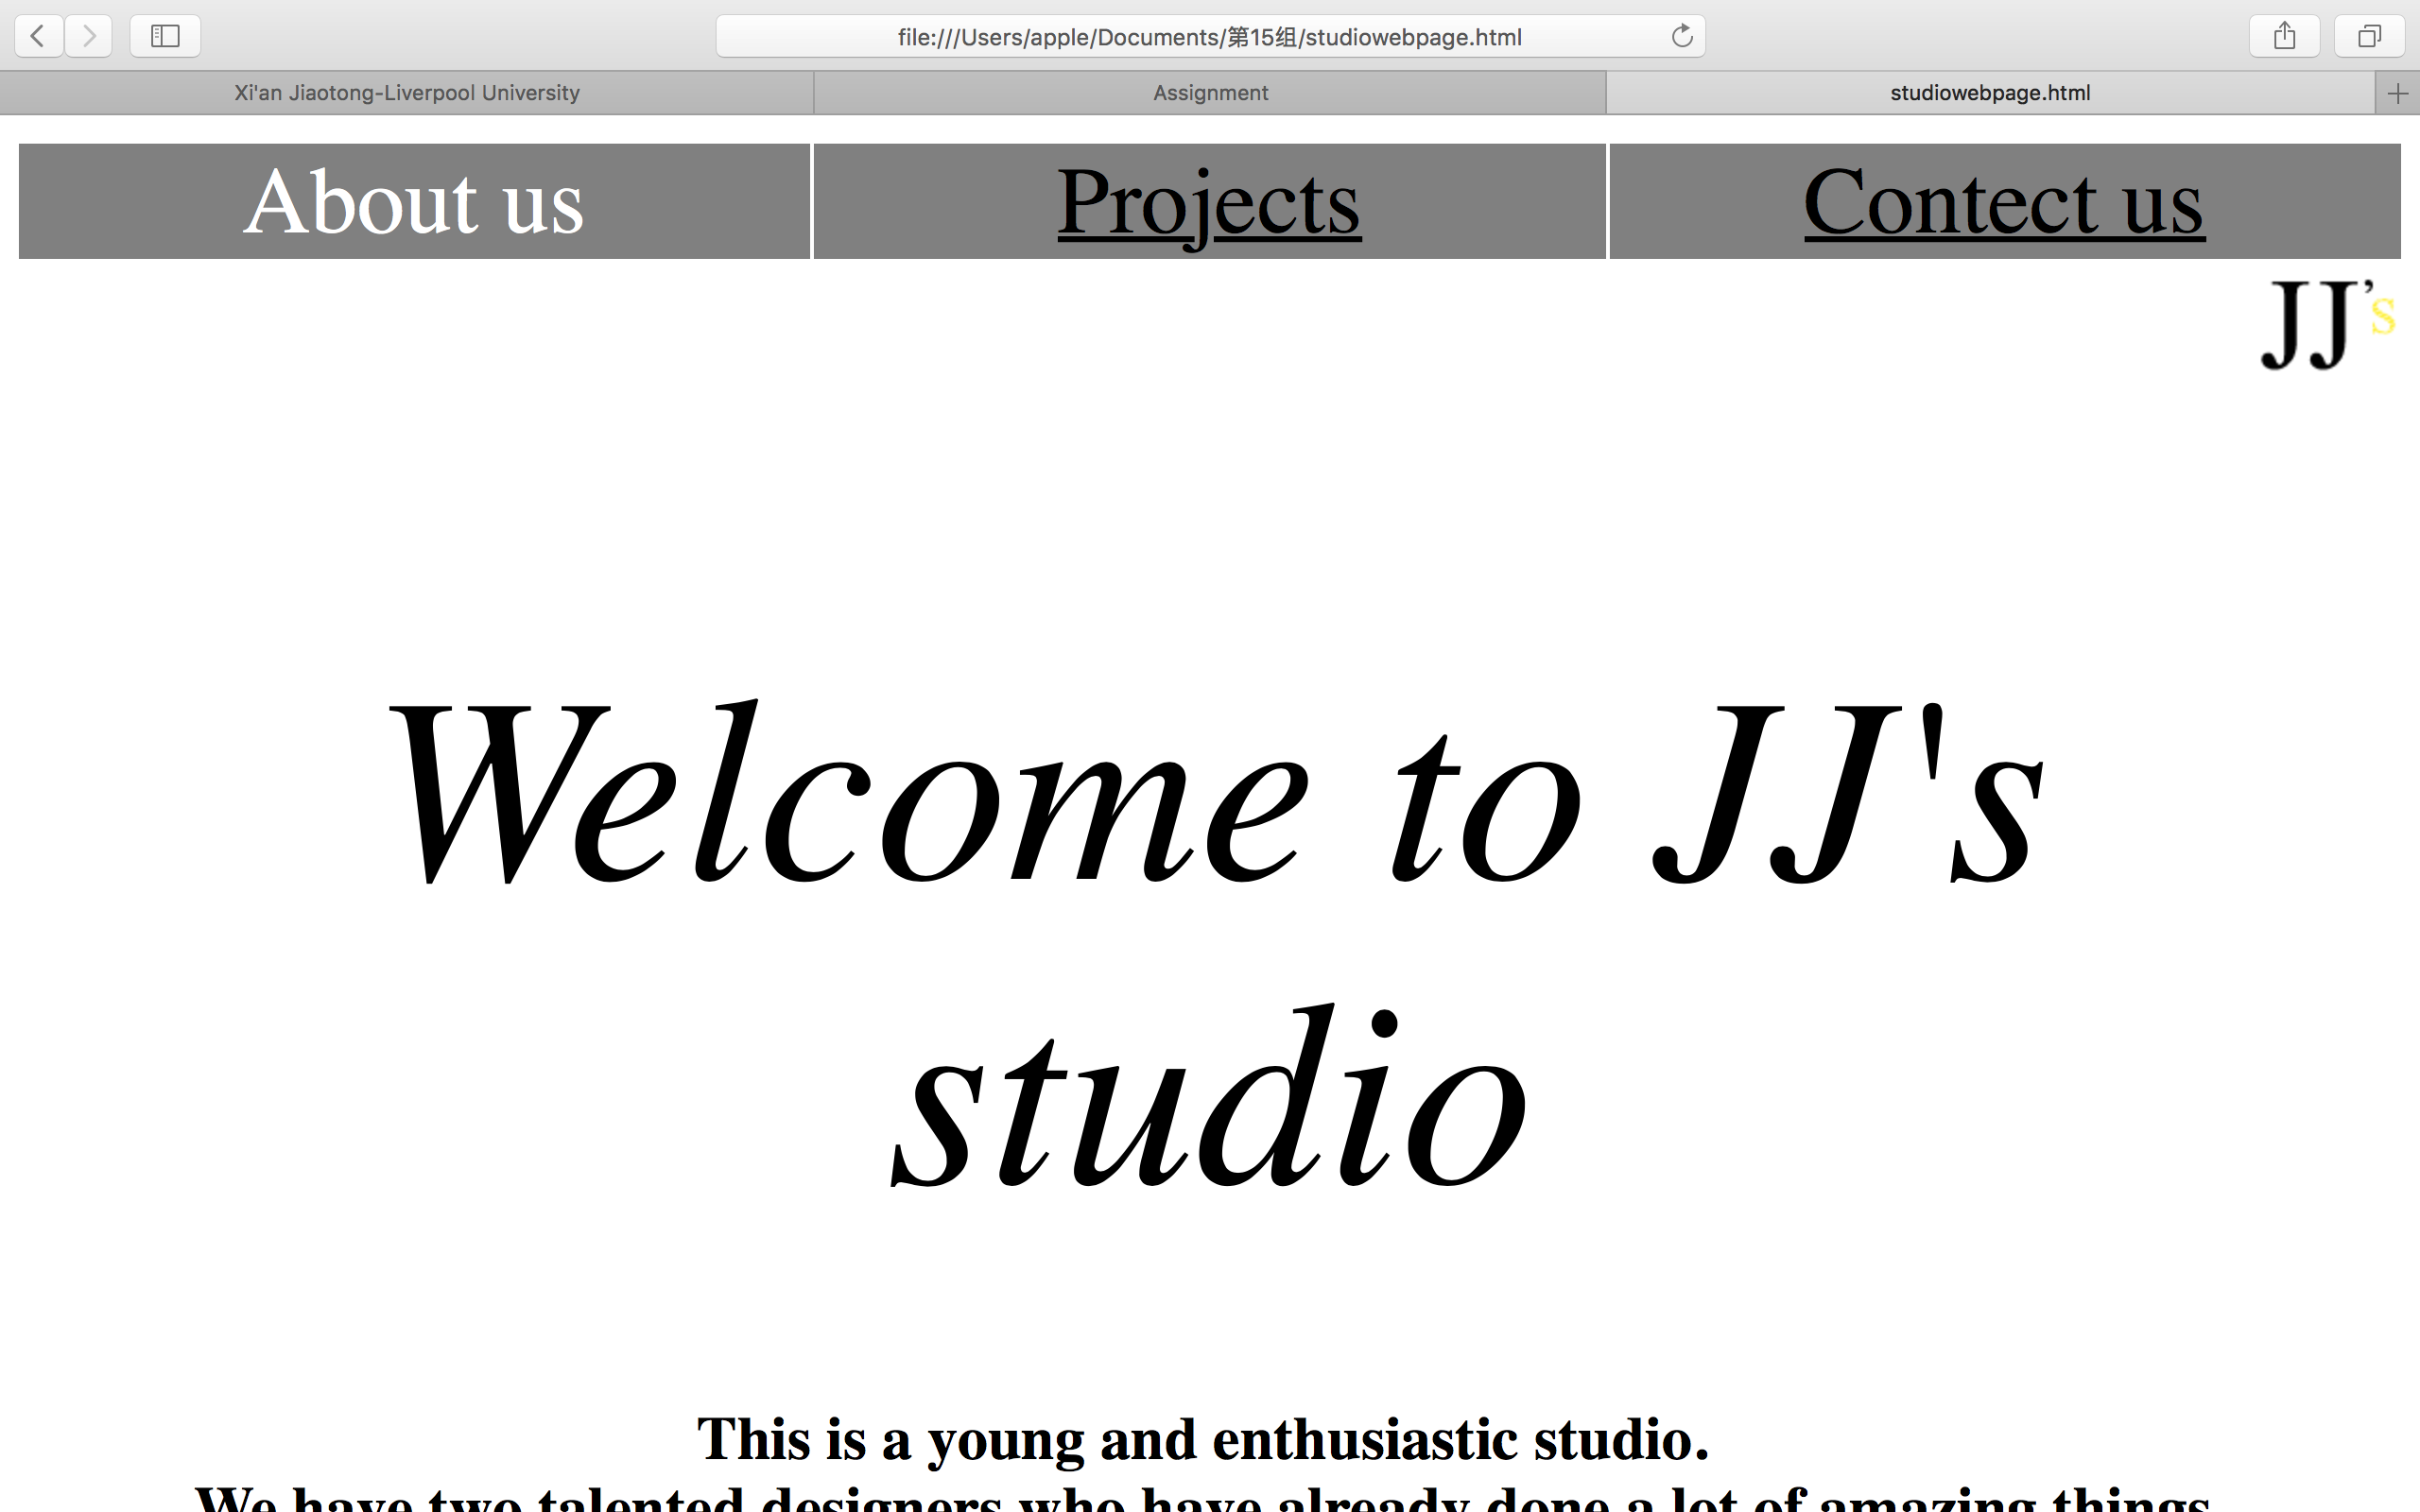 file:///Users/apple/Documents/第15组/studiowebpage.html
Xi'an Jiaotong-Liverpool University
Assignment
studiowebpage.html
About us
Projects
Contect us
JJ’s
Welcome to JJ's
studio
This is a young and enthusiastic studio.
We have two talented designers who have already done a lot of amazing things